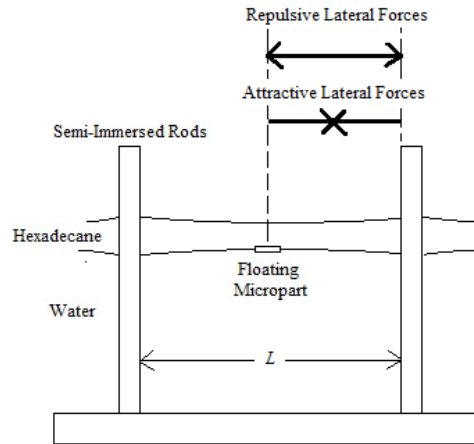 Repulsive Lateral Forces
Attractive Lateral Forces
Semi-Immersed Rods
Hexadecane
Floating
Micropart
Water
L